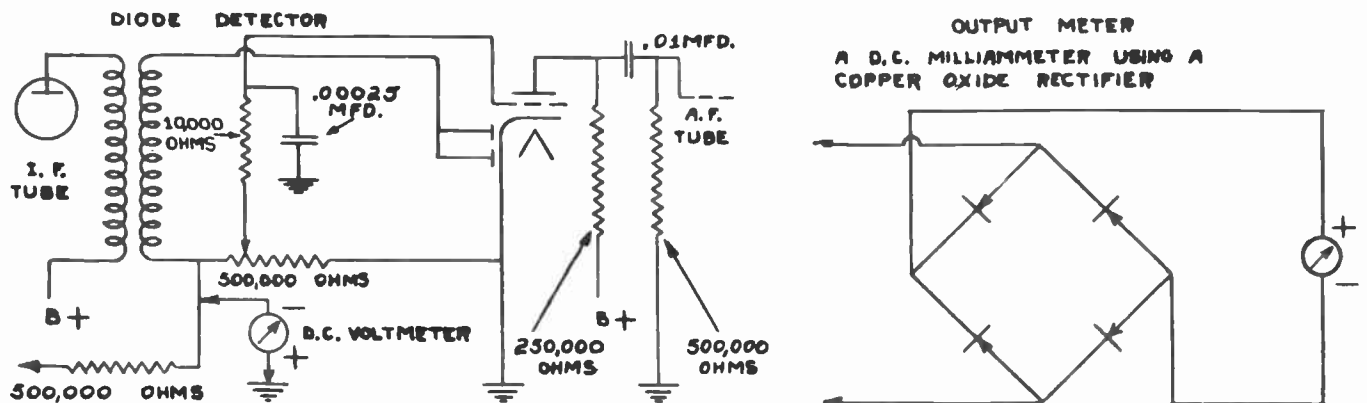 DIODE DETECTOR
I. F.
TUBE
10,000
OHMS
.00025
MFD.
.01MFD.
A.F.
TUBE
500,000 OHMS
B+
D.C. VOLTMETER
−
+
500,000 OHMS
250,000
OHMS
B+
500,000
OHMS
OUTPUT METER
A D.C. MILLIAMMETER USING A
COPPER OXIDE RECTIFIER
+
−